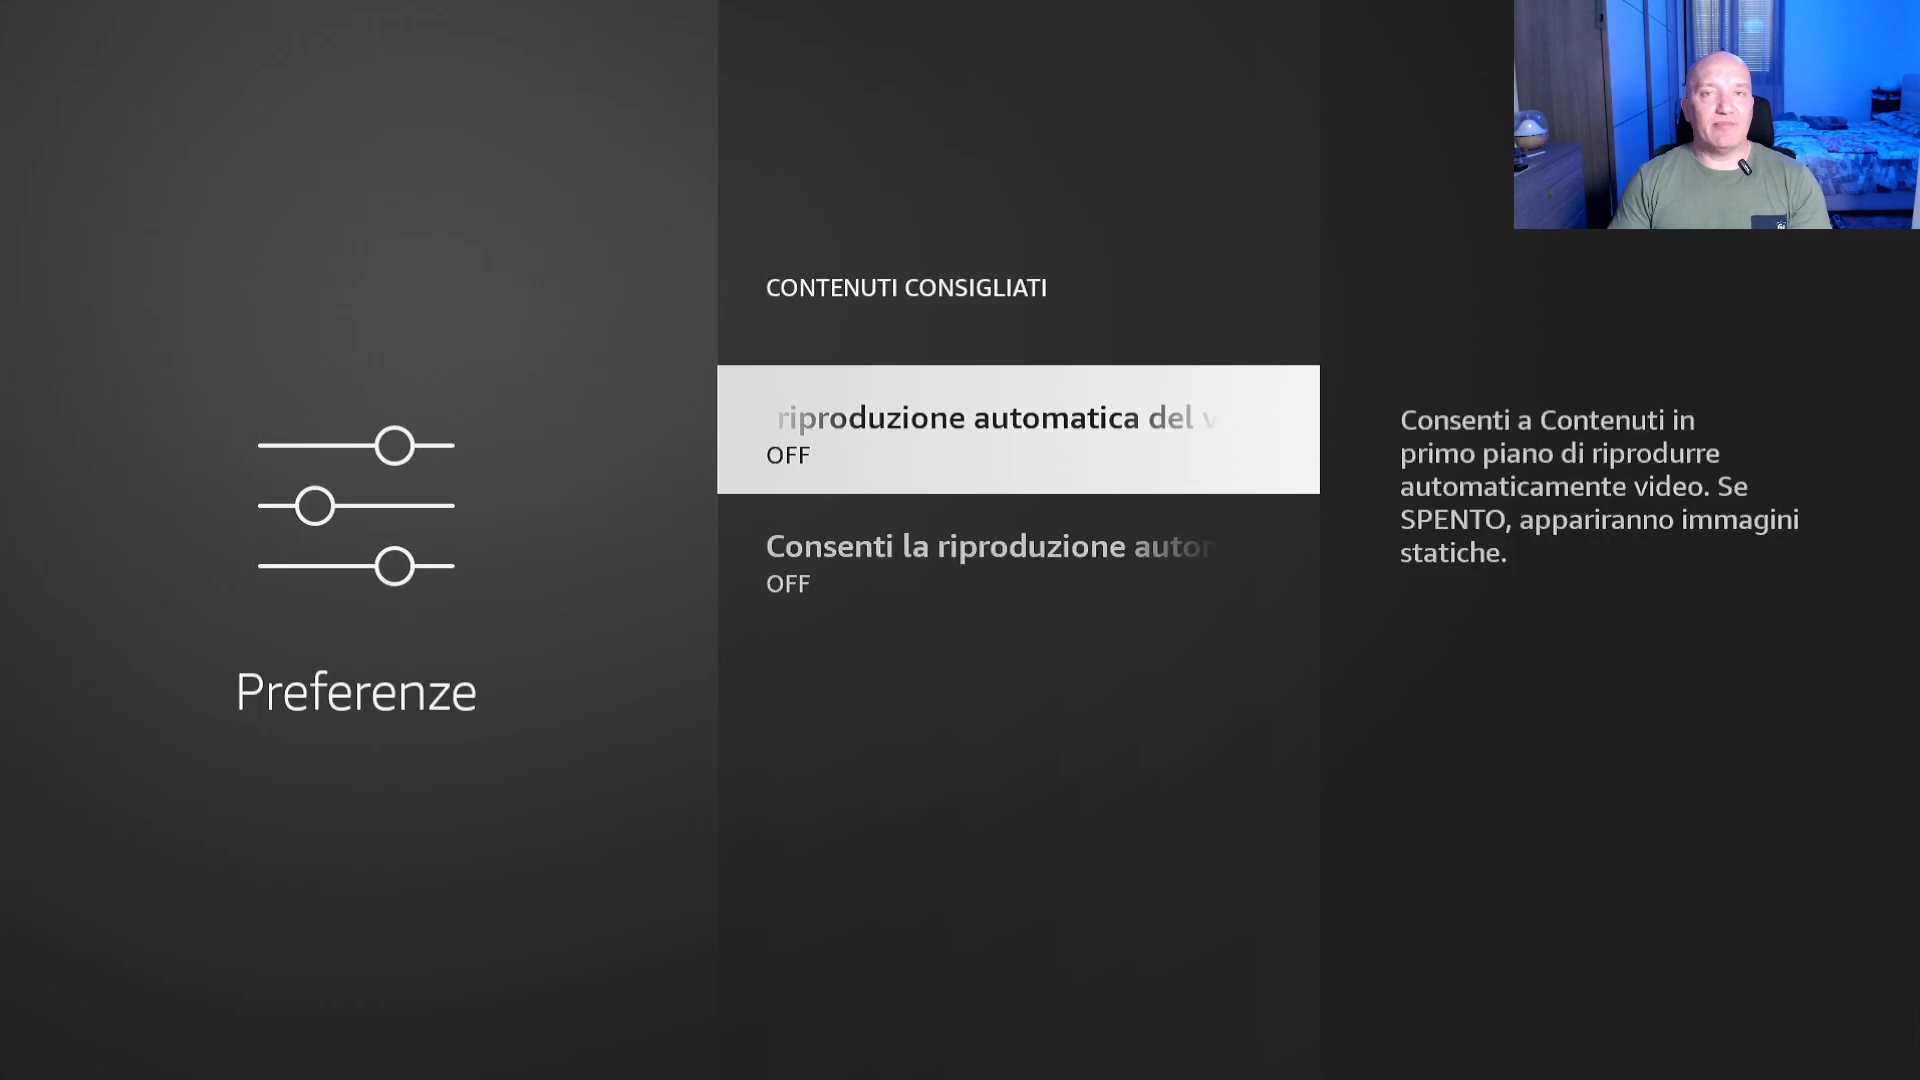 CONTENUTI CONSIGLIATI
riproduzione automatica del
OFF
Consenti la riproduzione
OFF
Preferenze
Consenti a Contenuti in
primo piano di riprodurre
automaticamente video. Se
SPENTO, appariranno immagini
statiche.